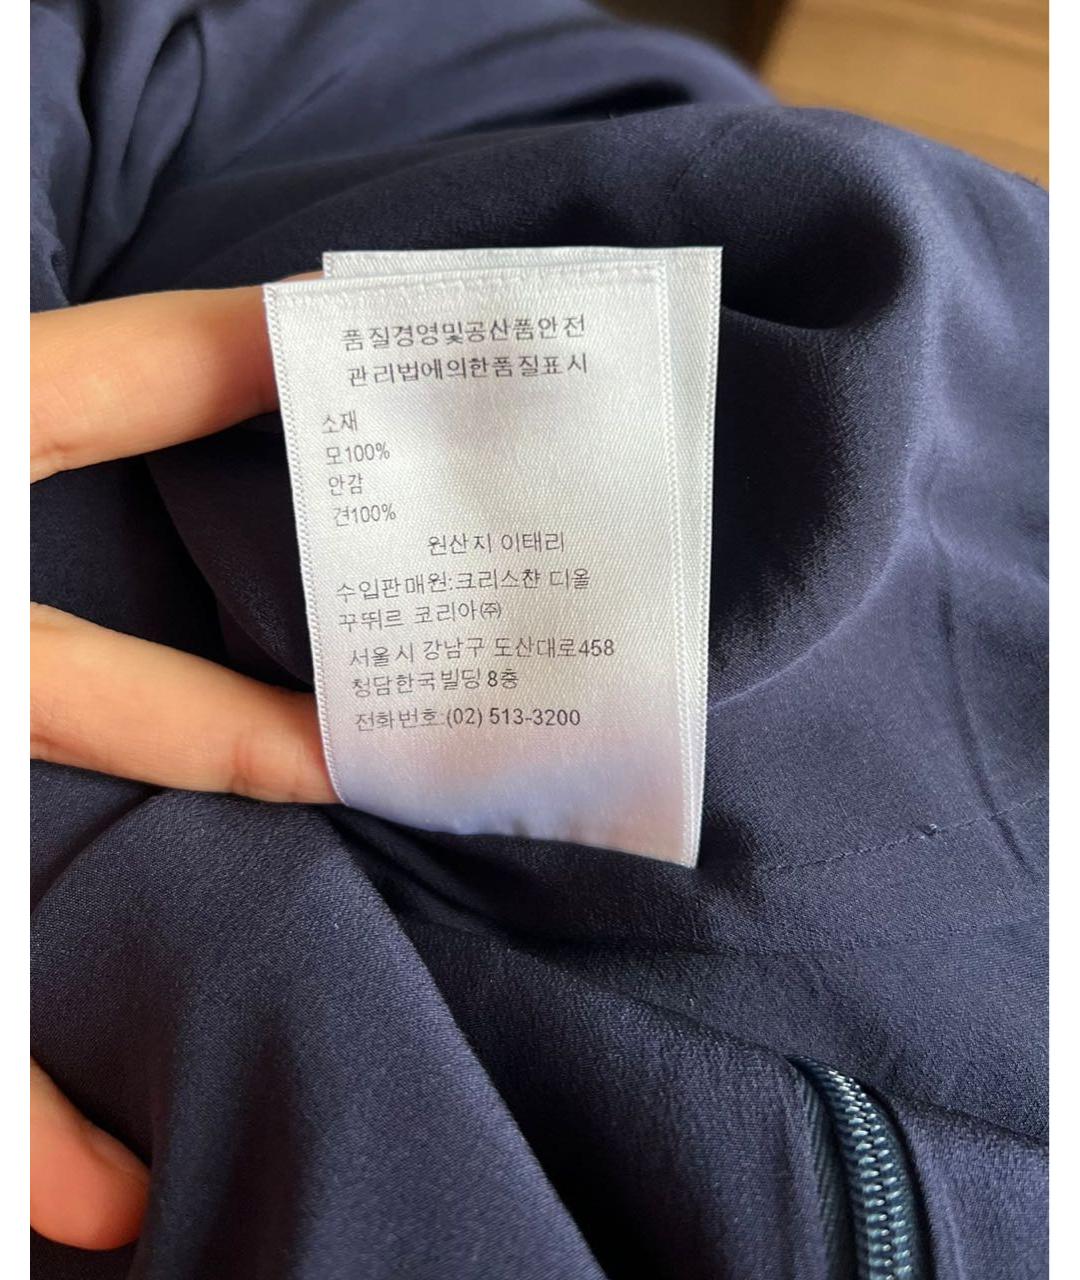 품질경영및공산품안전
관리법에의한품질표시
소재
모100%
안감
견100%
원산지 이태리
수입판매원:크리스챤 디올
꾸뛰르 코리아㈜
서울시 강남구 도산대로458
청담한국빌딩 8층
전화번호:(02) 513-3200